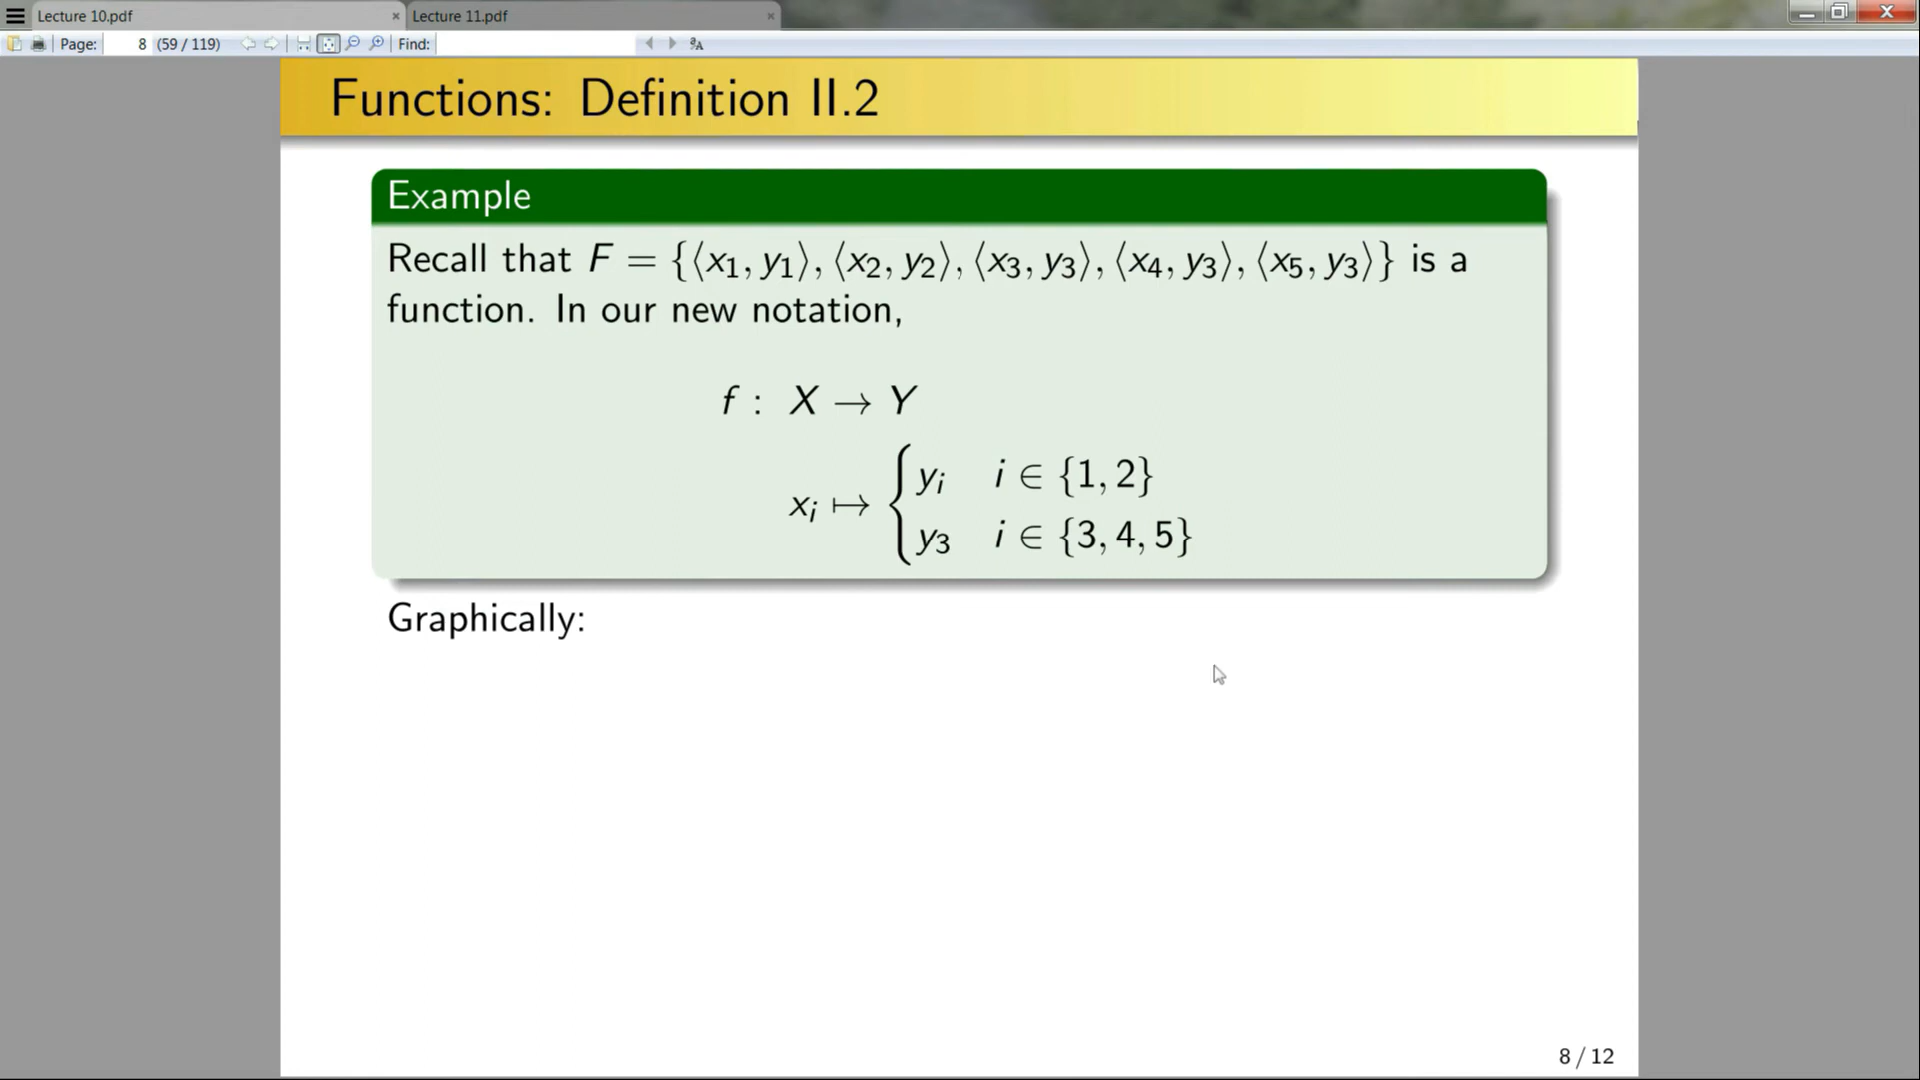 Lecture 10.pdf
Lecture 11.pdf
Page: 8 (59 / 119) Find:
Functions: Definition II.2
Example
Recall that F = {⟨x₁, y₁⟩, ⟨x₂, y₂⟩, ⟨x₃, y₃⟩, ⟨x₄, y₃⟩, ⟨x₅, y₃⟩} is a
function. In our new notation,
f : X → Y
xᵢ ↦ { yᵢ i ∈ {1, 2}
y₃ i ∈ {3, 4, 5}
Graphically:
8 / 12